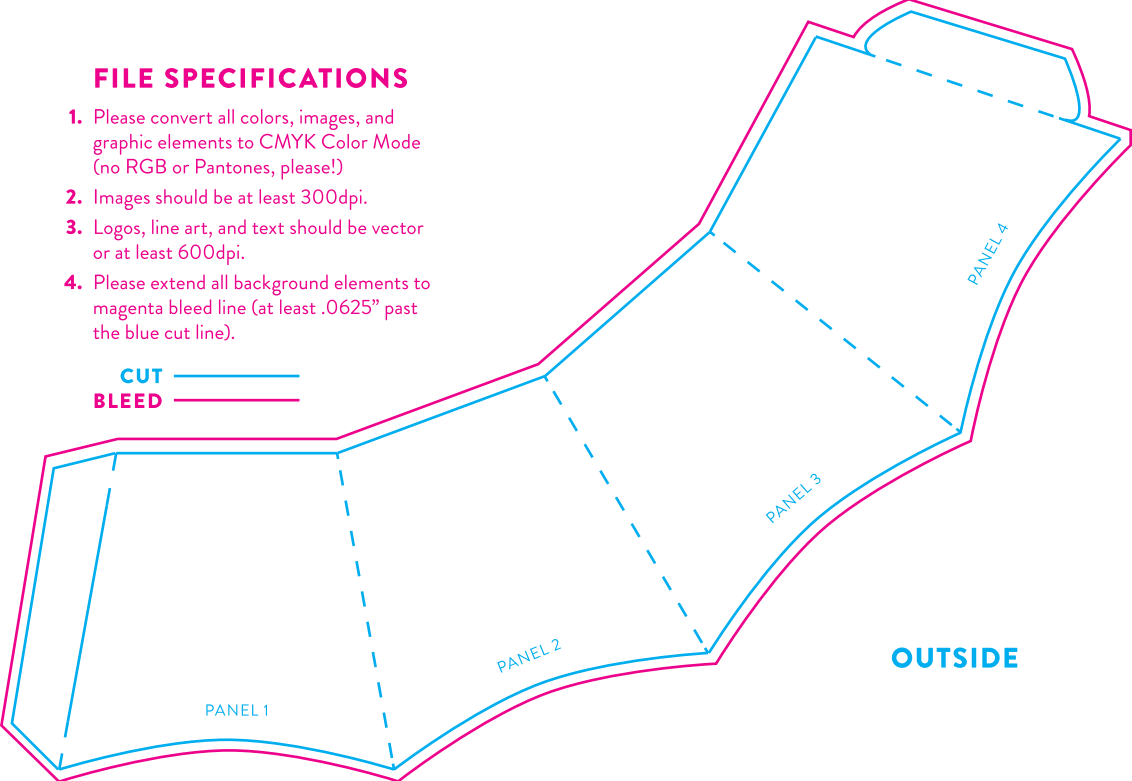 FILE SPECIFICATIONS
1. Please convert all colors, images, and
graphic elements to CMYK Color Mode
(no RGB or Pantones, please!)
2. Images should be at least 300dpi.
3. Logos, line art, and text should be vector
or at least 600dpi.
4. Please extend all background elements to
magenta bleed line (at least .0625” past
the blue cut line).
CUT
BLEED
PANEL 1
PANEL 2
PANEL 3
PANEL 4
OUTSIDE